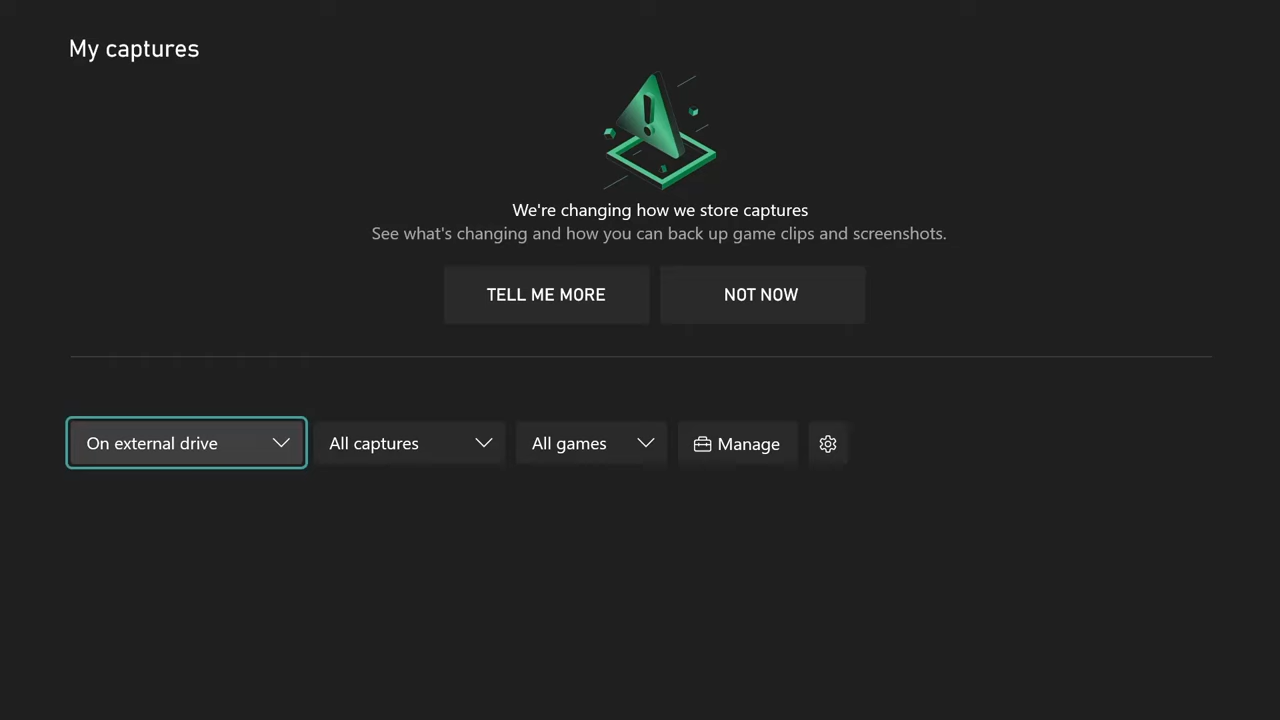 My captures
We're changing how we store captures
See what's changing and how you can back up game clips and screenshots.
TELL ME MORE
NOT NOW
On external drive
All captures
All games
Manage